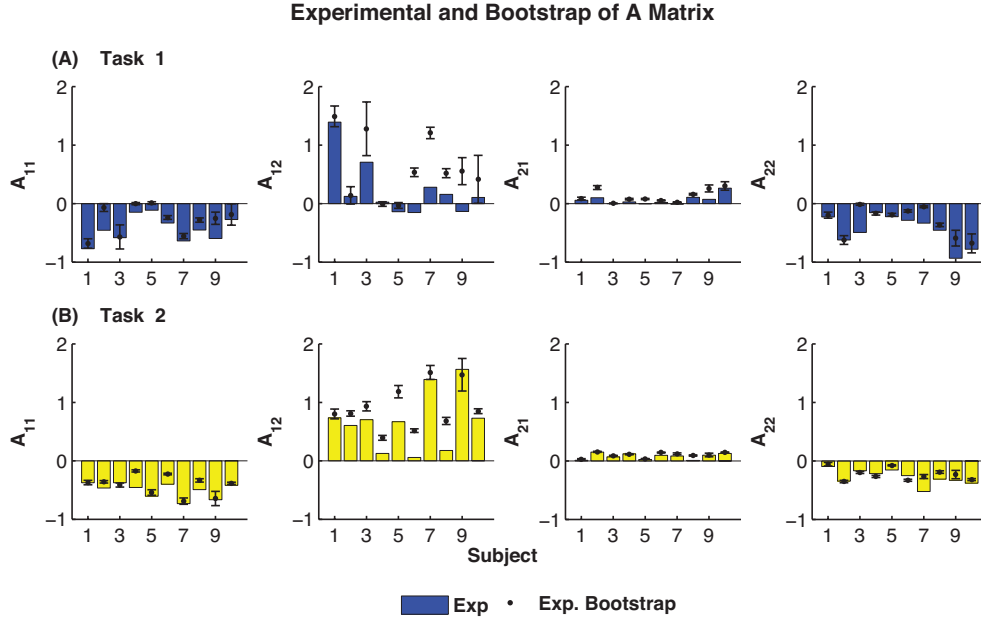 Experimental and Bootstrap of A Matrix
(A) Task 1
2
1
0
−1
A11
1 3 5 7 9
2
1
0
−1
A12
1 3 5 7 9
2
1
0
−1
A21
1 3 5 7 9
2
1
0
−1
A22
1 3 5 7 9
(B) Task 2
2
1
0
−1
A11
1 3 5 7 9
2
1
0
−1
A12
1 3 5 7 9
2
1
0
−1
A21
1 3 5 7 9
2
1
0
−1
A22
1 3 5 7 9
Subject
Exp Exp. Bootstrap